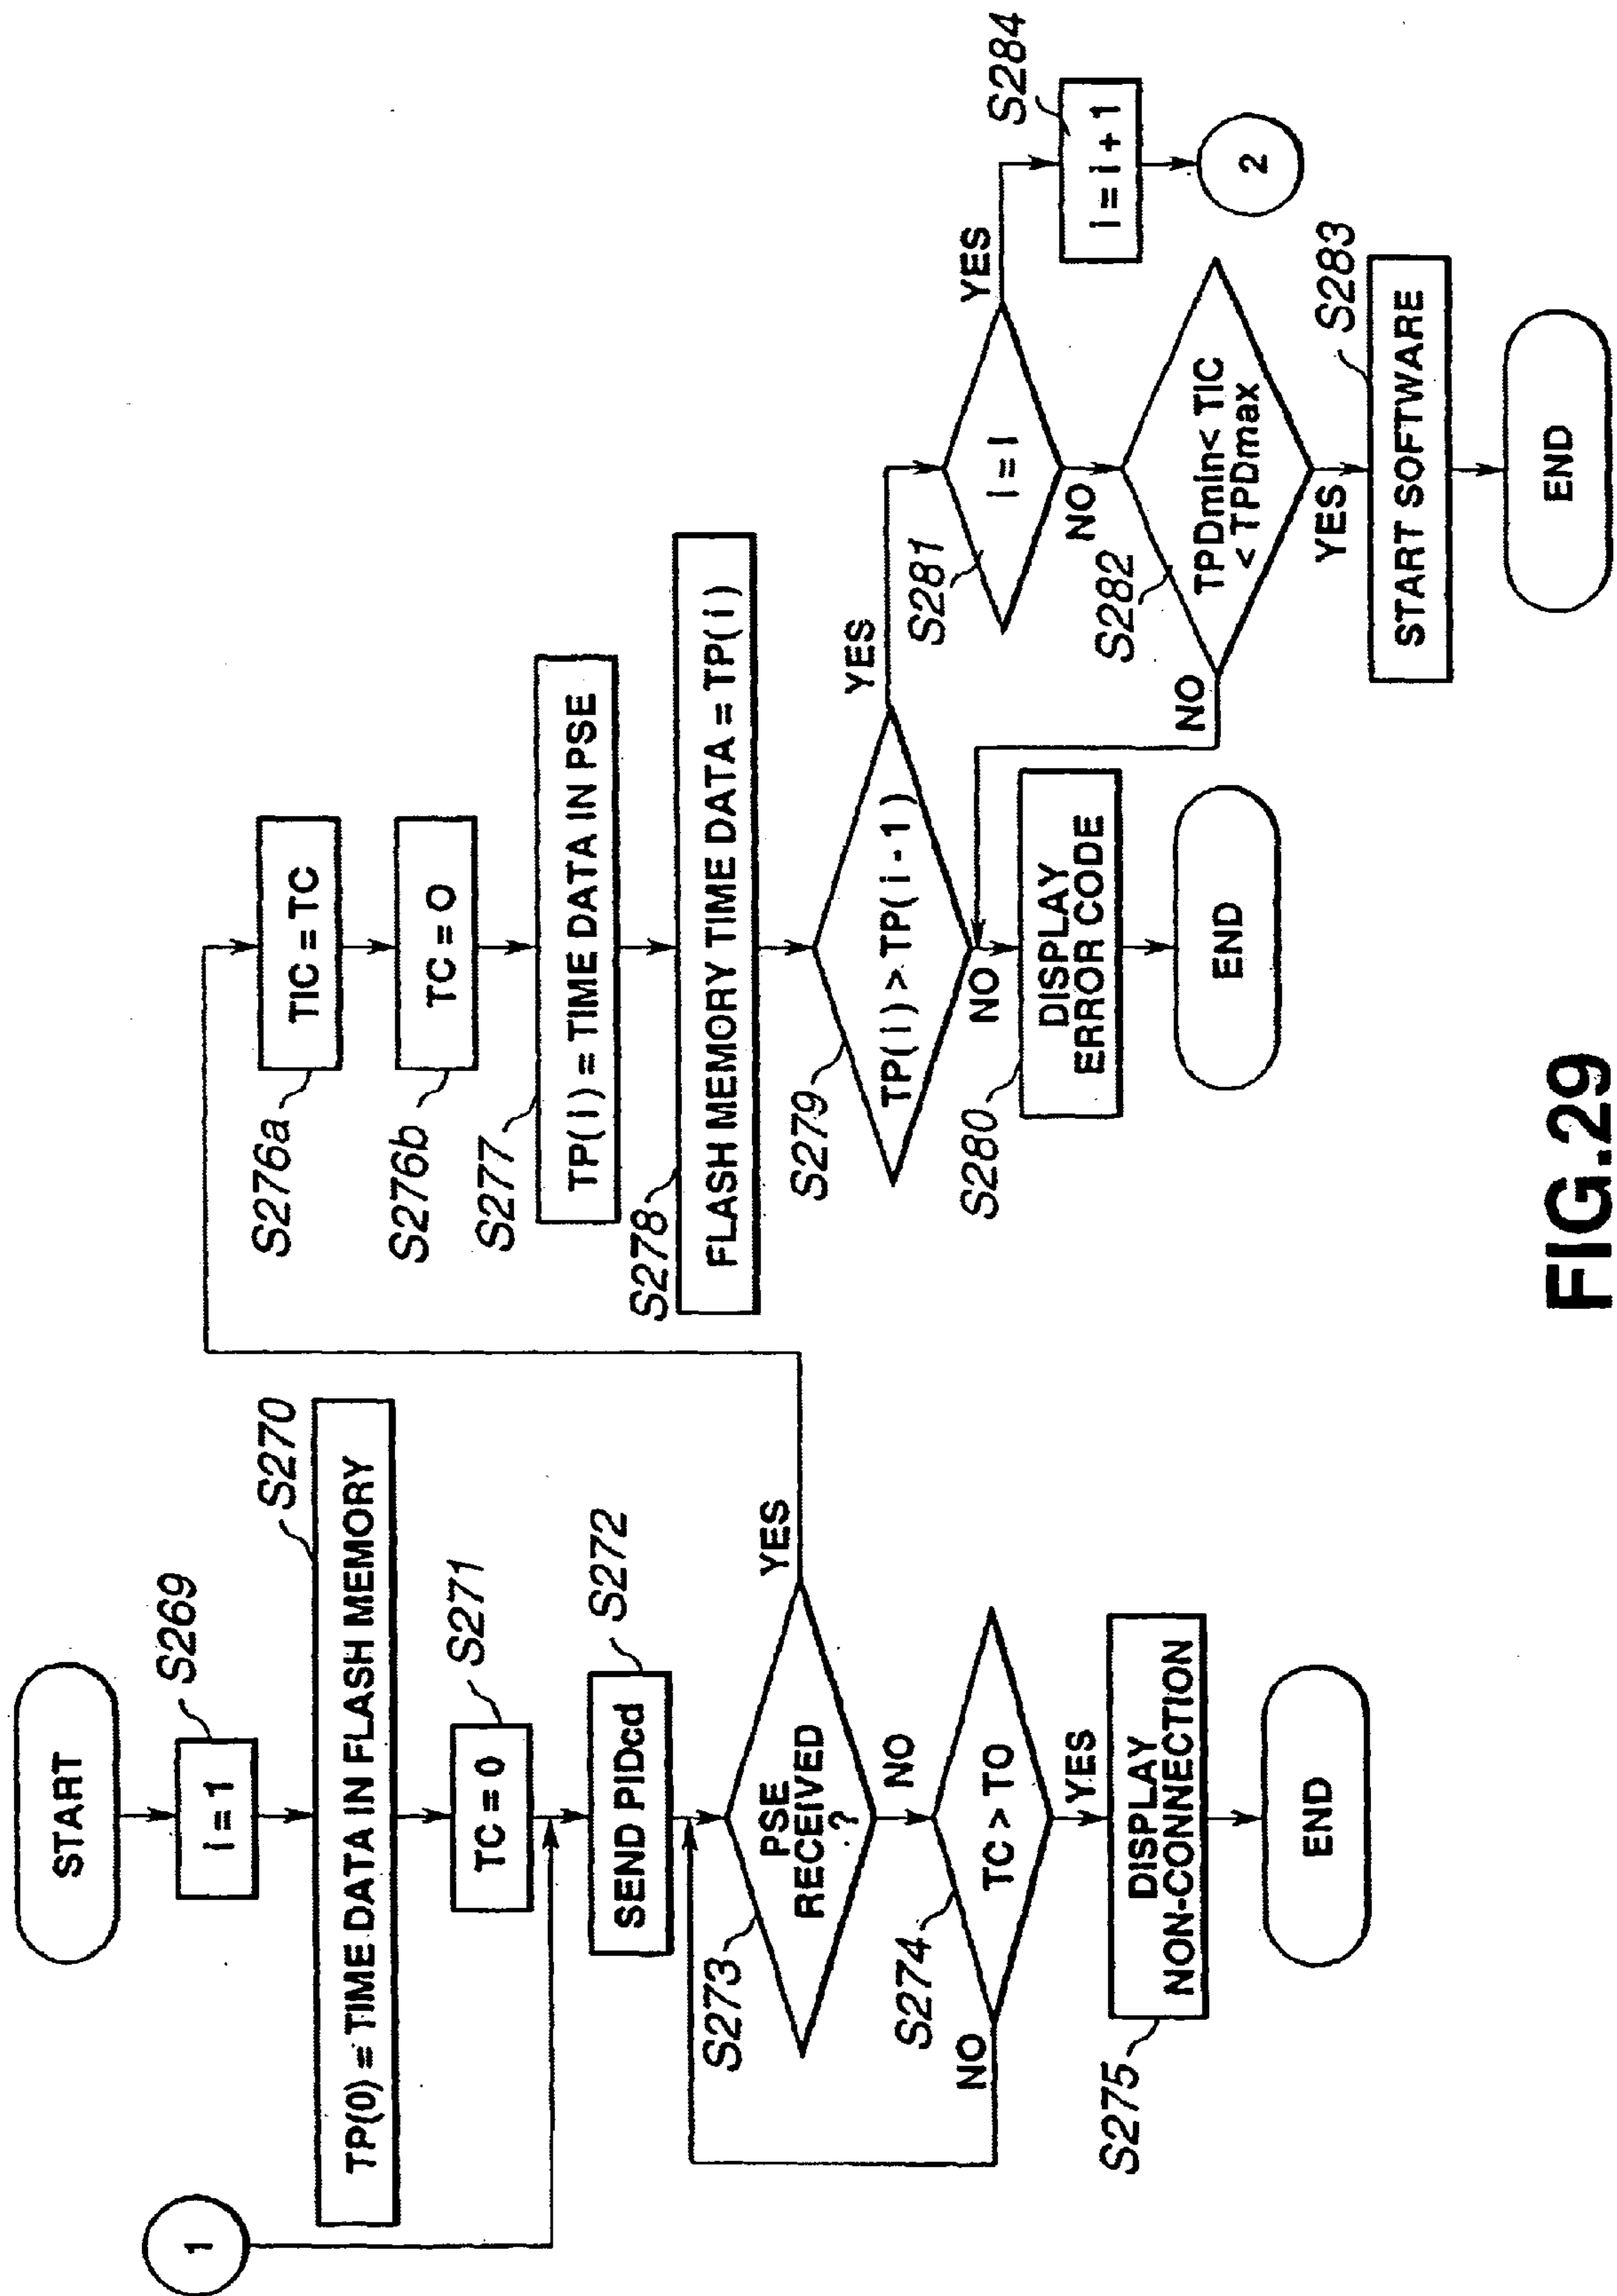 START
S269
i = 1
S270
TP(0) = TIME DATA IN FLASH MEMORY
1
S271
TC = 0
S272
SEND PIDcd
S273
PSE
RECEIVED
?
YES
NO
S274
TC > TO
NO
YES
S275
DISPLAY
NON-CONNECTION
END
S276a
TIC = TC
S276b
TC = 0
S277
TP( i ) = TIME DATA IN PSE
S278
FLASH MEMORY TIME DATA = TP( i )
S279
TP( i ) > TP( i - 1 )
YES
NO
S280
DISPLAY
ERROR CODE
END
S281
i = I
YES
NO
S284
i = i + 1
2
S282
TPDmin< TIC
< TPDmax
NO
YES
S283
START SOFTWARE
END
FIG.29